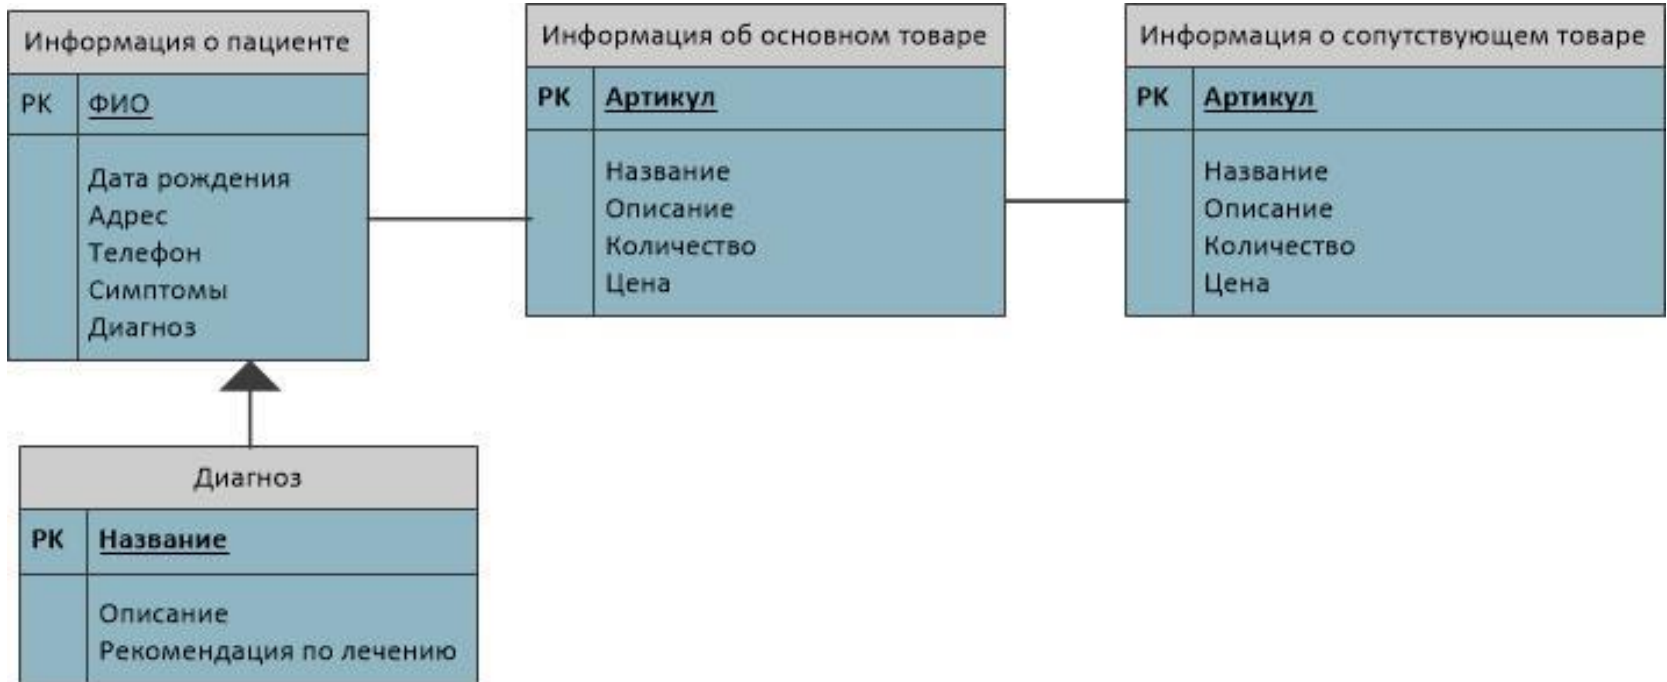 Информация о пациенте
PK ФИО
Дата рождения
Адрес
Телефон
Симптомы
Диагноз
Информация об основном товаре
PK Артикул
Название
Описание
Количество
Цена
Информация о сопутствующем товаре
PK Артикул
Название
Описание
Количество
Цена
Диагноз
PK Название
Описание
Рекомендация по лечению